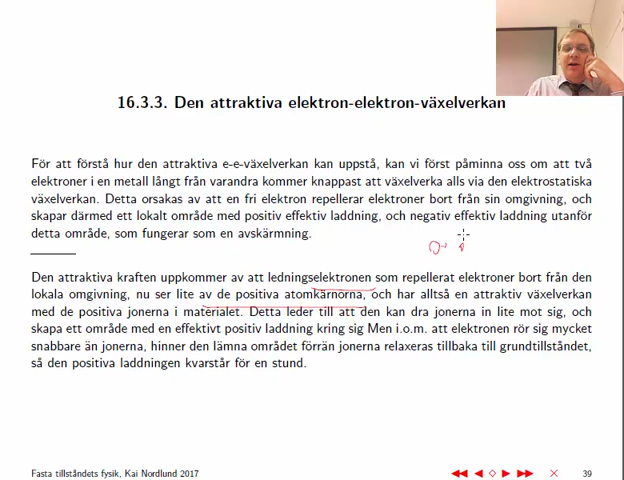 16.3.3. Den attraktiva elektron-elektron-växelverkan
För att förstå hur den attraktiva e-e-växelverkan kan uppstå, kan vi först påminna oss om att två
elektroner i en metall långt från varandra kommer knappast att växelverka alls via den elektrostatiska
växelverkan. Detta orsakas av att en fri elektron repellerar elektroner bort från sin omgivning, och
skapar därmed ett lokalt område med positiv effektiv laddning, och negativ effektiv laddning utanför
detta område, som fungerar som en avskärmning.
Den attraktiva kraften uppkommer av att ledningselektronen som repellerat elektroner bort från den
lokala omgivning, nu ser lite av de positiva atomkärnorna, och har alltså en attraktiv växelverkan
med de positiva jonerna i materialet. Detta leder till att den kan dra jonerna in lite mot sig, och
skapa ett område med en effektivt positiv laddning kring sig Men i.o.m. att elektronen rör sig mycket
snabbare än jonerna, hinner den lämna området förrän jonerna relaxeras tillbaka till grundtillståndet,
så den positiva laddningen kvarstår för en stund.
Fasta tillståndets fysik, Kai Nordlund 2017
39